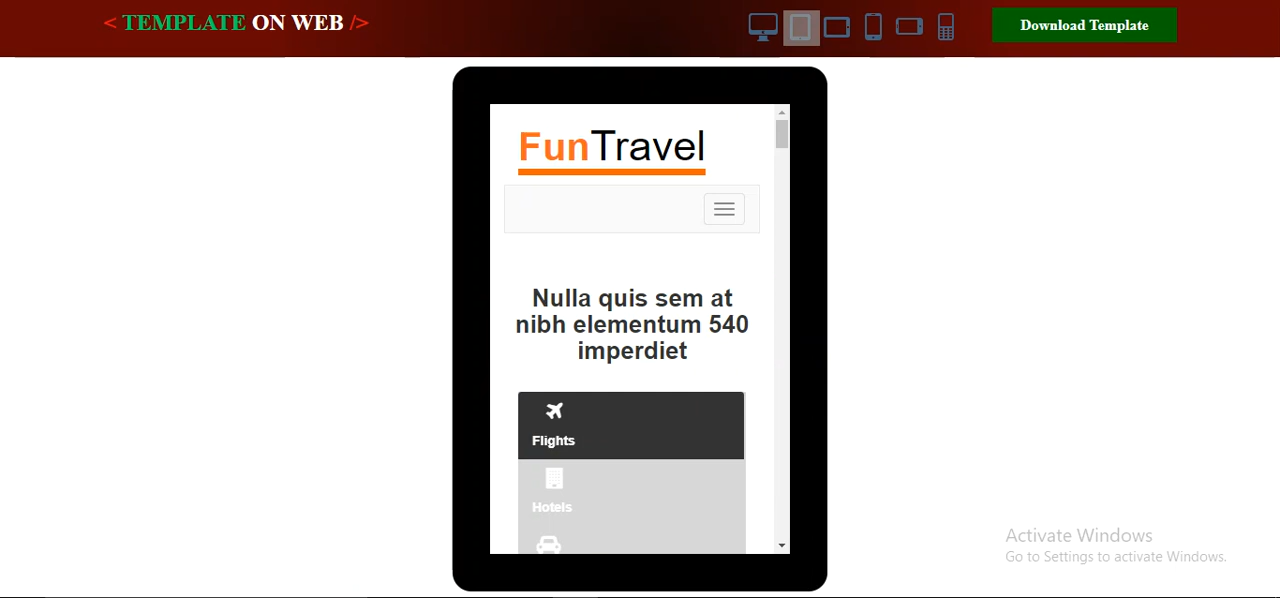 < TEMPLATE ON WEB />
Download Template
FunTravel
Nulla quis sem at
nibh elementum 540
imperdiet
Flights
Hotels
Activate Windows
Go to Settings to activate Windows.